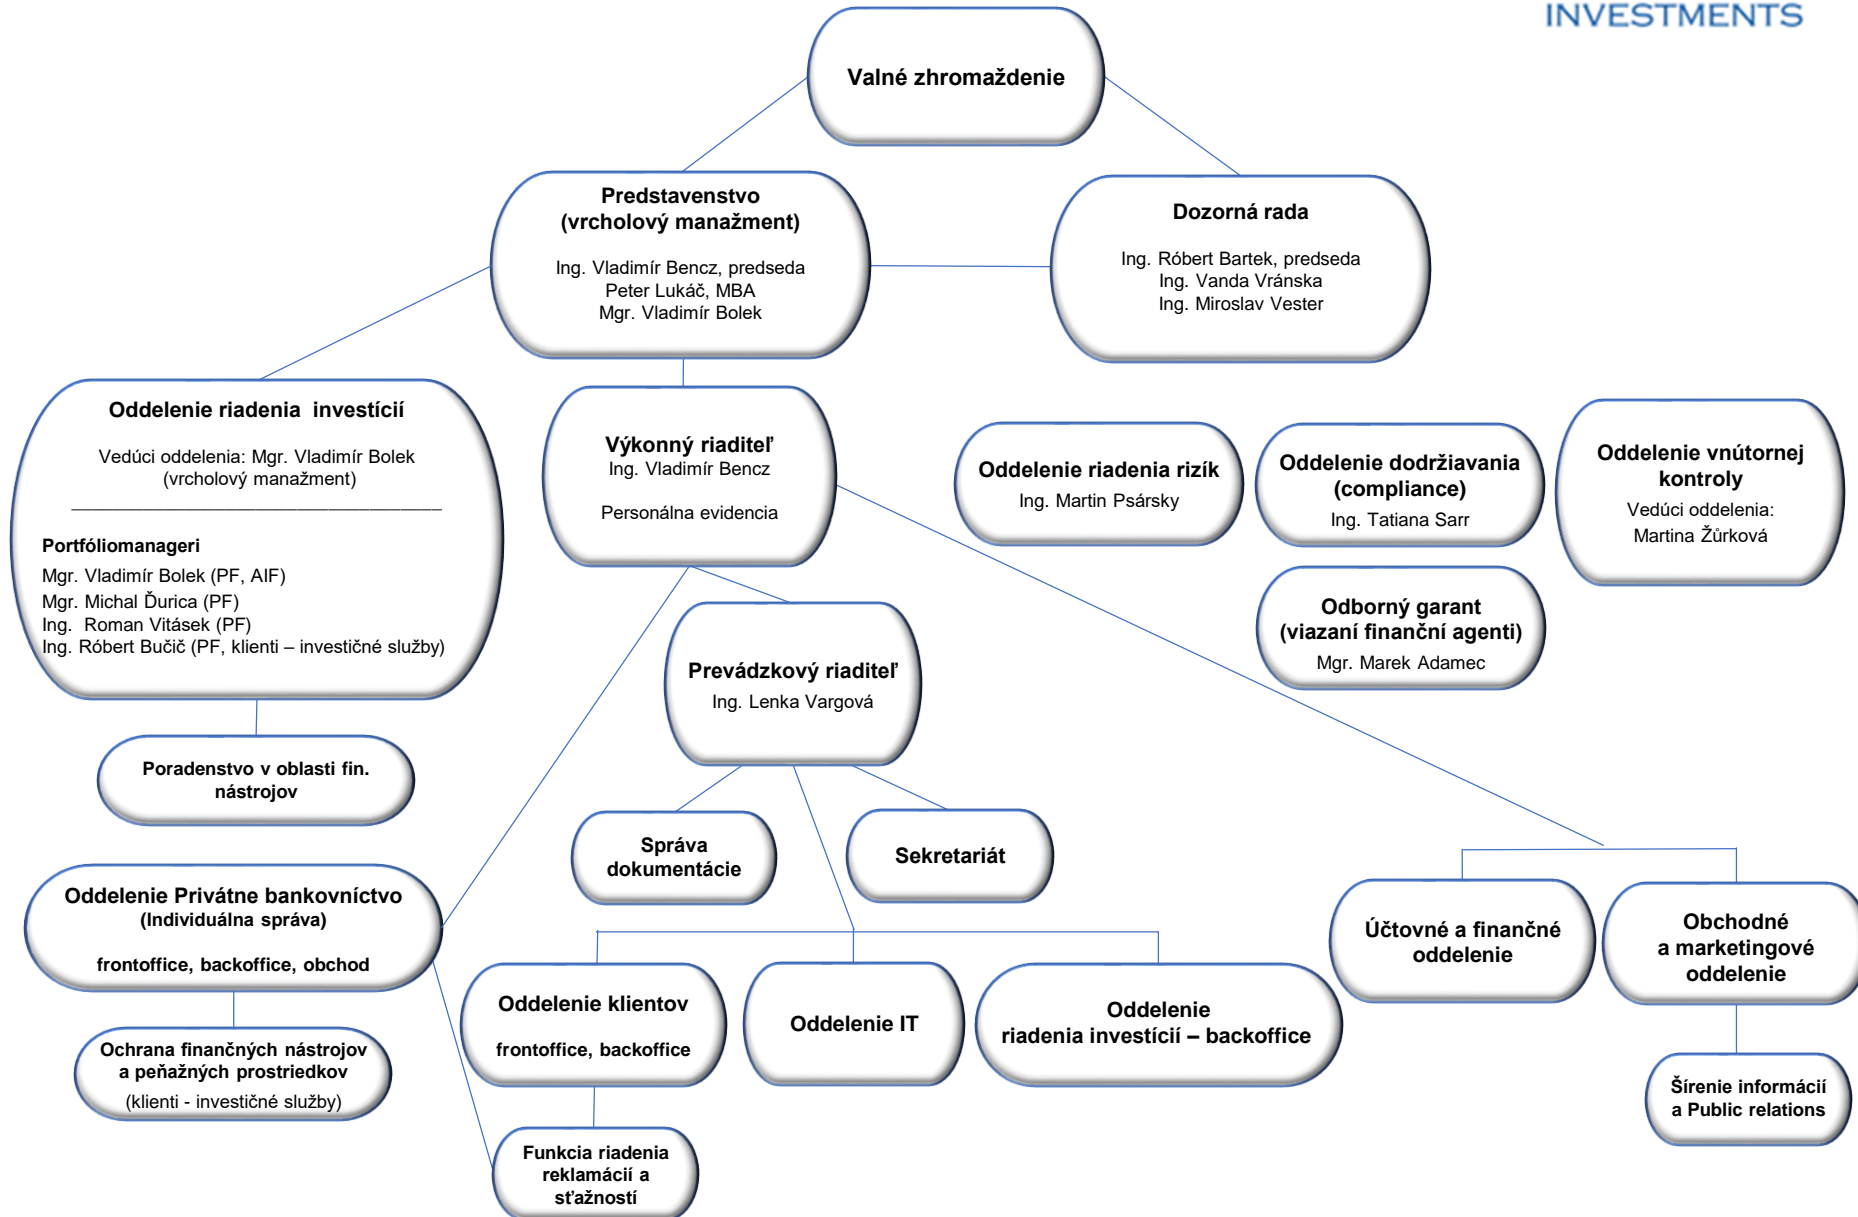 INVESTMENTS
Valné zhromaždenie
Predstavenstvo
(vrcholový manažment)
Ing. Vladimír Bencz, predseda
Peter Lukáč, MBA
Mgr. Vladimír Bolek
Dozorná rada
Ing. Róbert Bartek, predseda
Ing. Vanda Vránska
Ing. Miroslav Vester
Oddelenie riadenia  investícií
Vedúci oddelenia: Mgr. Vladimír Bolek
(vrcholový manažment)
Portfóliomanageri
Mgr. Vladimír Bolek (PF, AIF)
Mgr. Michal Ďurica (PF)
Ing.  Roman Vitásek (PF)
Ing. Róbert Bučič (PF, klienti – investičné služby)
Výkonný riaditeľ
Ing. Vladimír Bencz
Personálna evidencia
Oddelenie riadenia rizík
Ing. Martin Psársky
Oddelenie dodržiavania
(compliance)
Ing. Tatiana Sarr
Oddelenie vnútornej
kontroly
Vedúci oddelenia:
Martina Žůrková
Odborný garant
(viazaní finanční agenti)
Mgr. Marek Adamec
Prevádzkový riaditeľ
Ing. Lenka Vargová
Poradenstvo v oblasti fin.
nástrojov
Správa
dokumentácie
Sekretariát
Oddelenie Privátne bankovníctvo
(Individuálna správa)
frontoffice, backoffice, obchod
Účtovné a finančné
oddelenie
Obchodné
a marketingové
oddelenie
Oddelenie klientov
frontoffice, backoffice
Oddelenie IT
Oddelenie
riadenia investícií – backoffice
Ochrana finančných nástrojov
a peňažných prostriedkov
(klienti - investičné služby)
Šírenie informácií
a Public relations
Funkcia riadenia
reklamácií a
sťažností